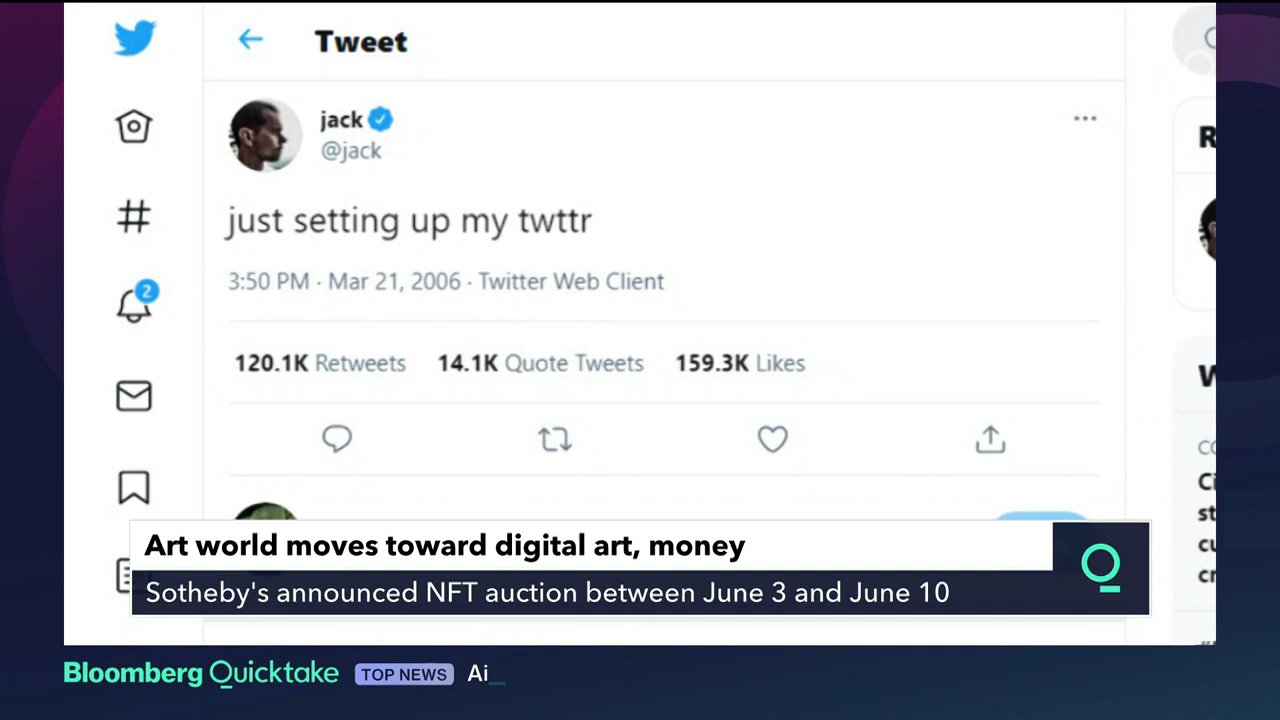 Tweet
jack
@jack
just setting up my twttr
3:50 PM · Mar 21, 2006 · Twitter Web Client
120.1K Retweets 14.1K Quote Tweets 159.3K Likes
2
Art world moves toward digital art, money
Sotheby's announced NFT auction between June 3 and June 10
Bloomberg Quicktake TOP NEWS Ai_